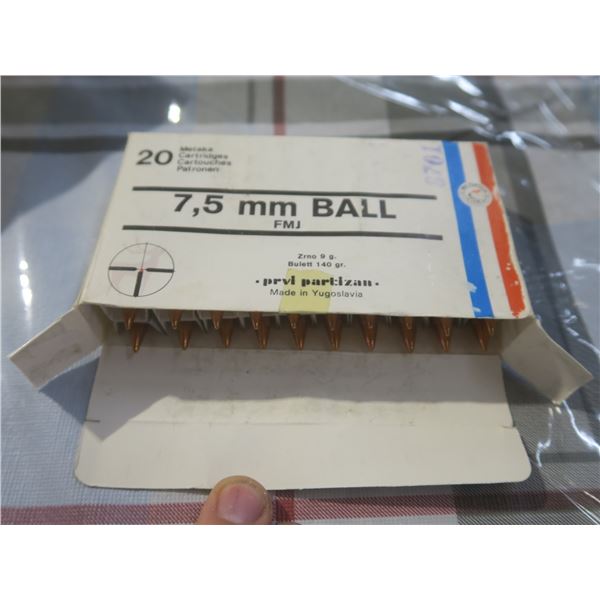 20
Metaka
Cartridges
Cartouches
Patronen
7,5 mm BALL
FMJ
Zrno 9 g.
Bulett 140 gr.
• prvi partizan •
Made in Yugoslavia